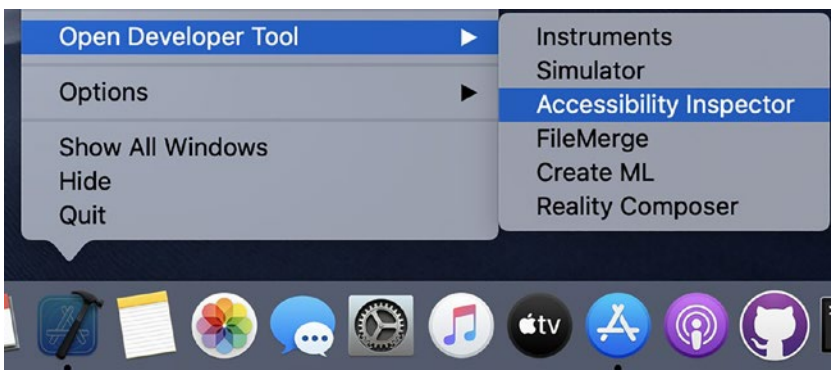 Open Developer Tool
Options
Show All Windows
Hide
Quit
Instruments
Simulator
Accessibility Inspector
FileMerge
Create ML
Reality Composer
tv